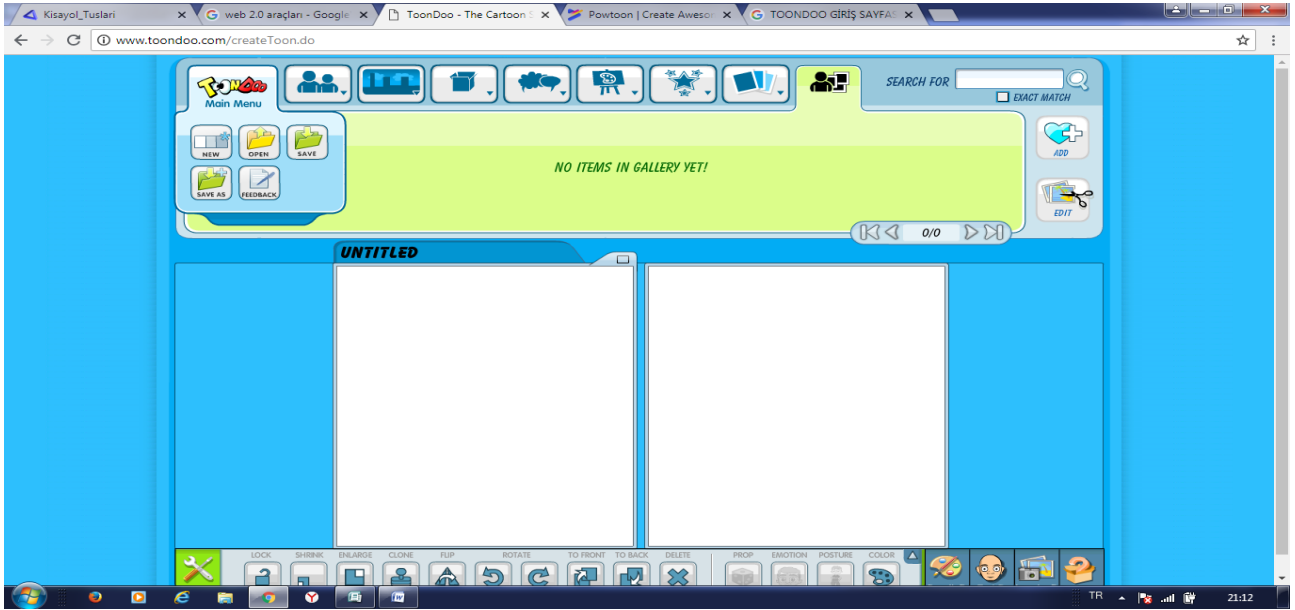 Kisayol_Tuslari
web 2.0 araçları - Google
ToonDoo - The Cartoon S
Powtoon | Create Awesom
TOONDOO GİRİŞ SAYFAS
www.toondoo.com/createToon.do
TOONDOO
Main Menu
SEARCH FOR
EXACT MATCH
NEW
OPEN
SAVE
SAVE AS
FEEDBACK
NO ITEMS IN GALLERY YET!
ADD
EDIT
0/0
UNTITLED
LOCK
SHRINK
ENLARGE
CLONE
FLIP
ROTATE
TO FRONT
TO BACK
DELETE
PROP
EMOTION
POSTURE
COLOR
TR
21:12